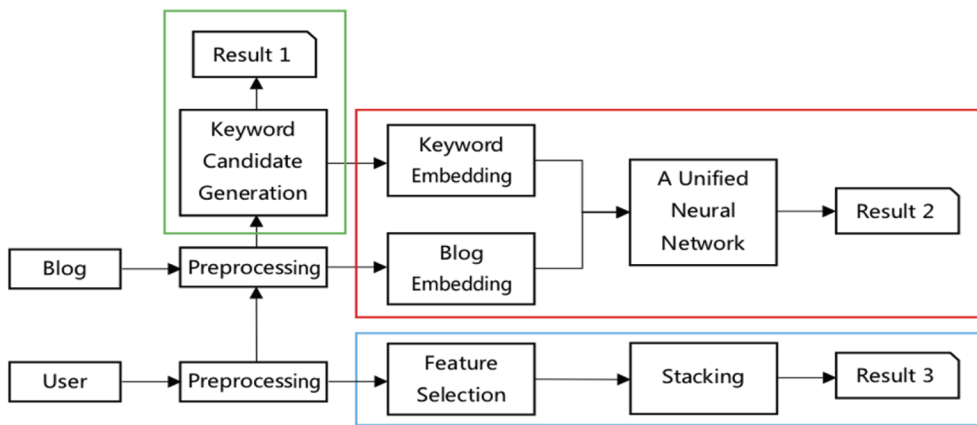 Result 1
Keyword
Candidate
Generation
Keyword
Embedding
A Unified
Neural
Network
Result 2
Blog
Preprocessing
Blog
Embedding
User
Preprocessing
Feature
Selection
Stacking
Result 3